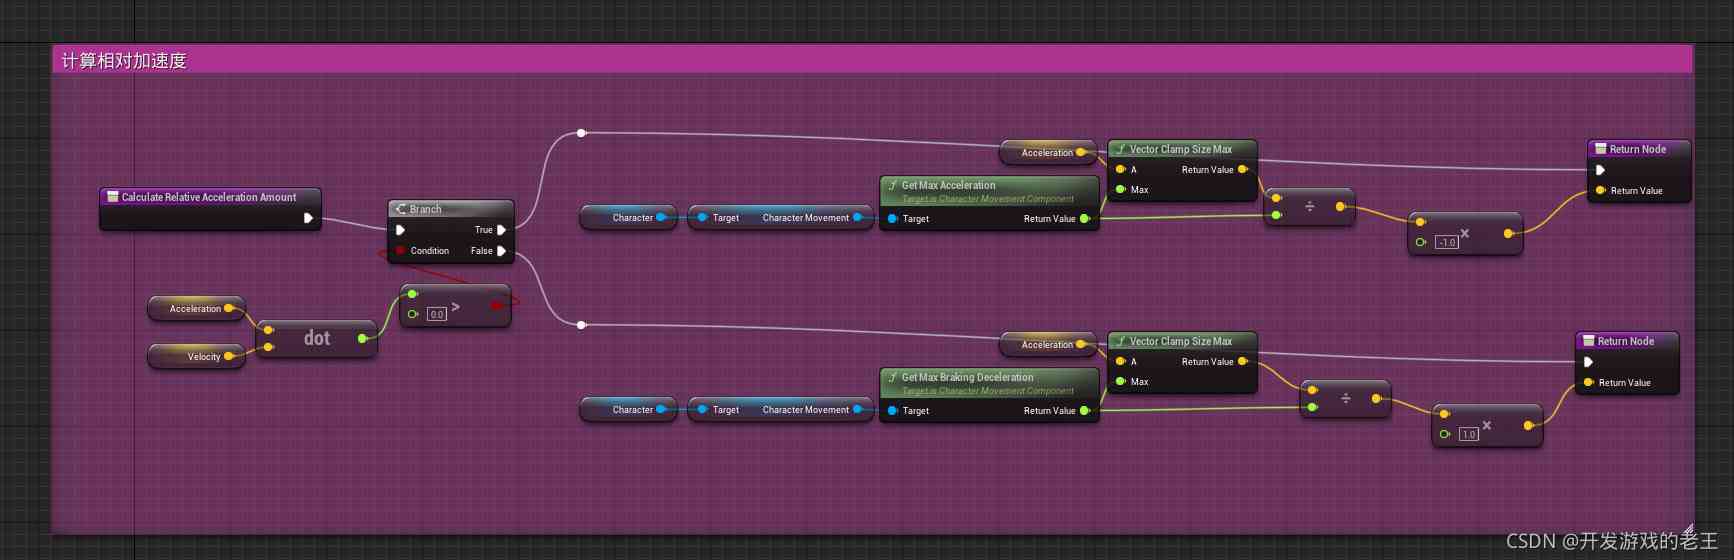 计算相对加速度
Calculate Relative Acceleration Amount
Branch
True
Condition
False
Acceleration
Velocity
dot
0.0
>
Character
Target
Character Movement
Get Max Acceleration
Target is Character Movement Component
Target
Return Value
Acceleration
Vector Clamp Size Max
A
Return Value
Max
÷
-1.0
×
Return Node
Return Value
Character
Target
Character Movement
Get Max Braking Deceleration
Target is Character Movement Component
Target
Return Value
Acceleration
Vector Clamp Size Max
A
Return Value
Max
÷
1.0
×
Return Node
Return Value
CSDN @开发游戏的老王